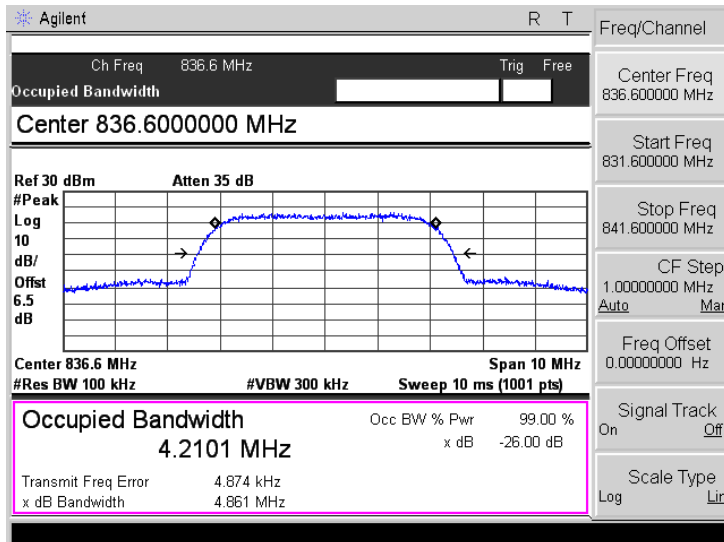 Agilent R T
Freq/Channel
Ch Freq 836.6 MHz Trig Free
Occupied Bandwidth
Center Freq
836.600000 MHz
Center 836.6000000 MHz
Start Freq
831.600000 MHz
Ref 30 dBm Atten 35 dB
#Peak
Log
10
dB/
Offst
6.5
dB
Stop Freq
841.600000 MHz
CF Step
1.00000000 MHz
Auto Man
Center 836.6 MHz Span 10 MHz
#Res BW 100 kHz #VBW 300 kHz Sweep 10 ms (1001 pts)
Freq Offset
0.00000000 Hz
Occupied Bandwidth
4.2101 MHz
Occ BW % Pwr 99.00 %
x dB -26.00 dB
Transmit Freq Error 4.874 kHz
x dB Bandwidth 4.861 MHz
Signal Track
On Off
Scale Type
Log Lin